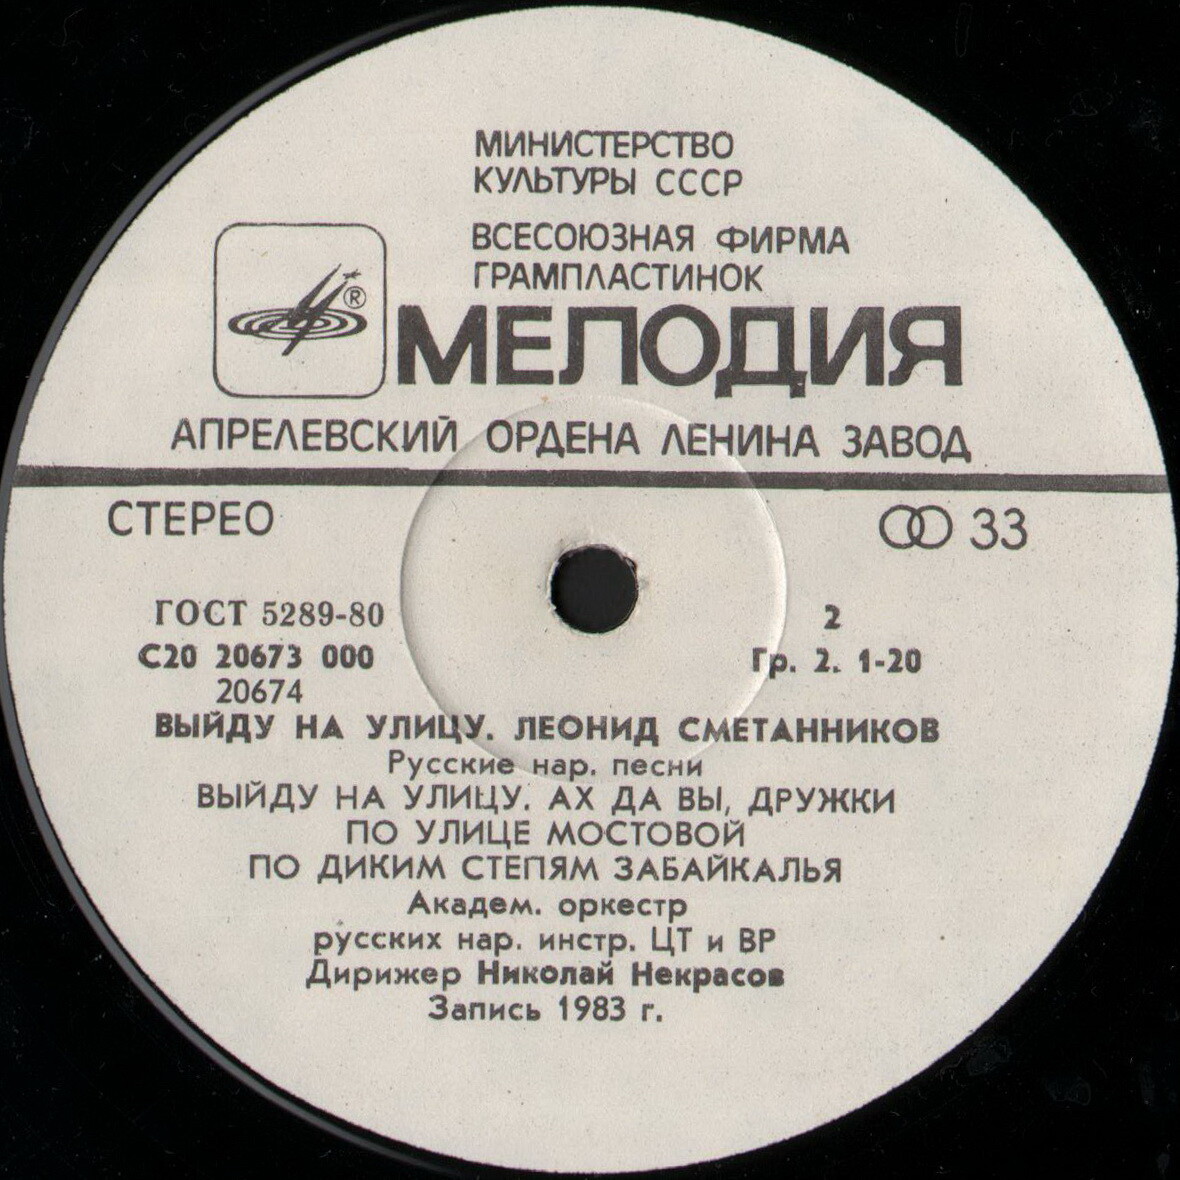 МИНИСТЕРСТВО
КУЛЬТУРЫ СССР
ВСЕСОЮЗНАЯ ФИРМА
ГРАМПЛАСТИНОК
®
МЕЛОДИЯ
АПРЕЛЕВСКИЙ ОРДЕНА ЛЕНИНА ЗАВОД
СТЕРЕО 33
ГОСТ 5289-80 2
С20 20673 000 Гр. 2. 1-20
20674
ВЫЙДУ НА УЛИЦУ. ЛЕОНИД СМЕТАННИКОВ
Русские нар. песни
ВЫЙДУ НА УЛИЦУ. АХ ДА ВЫ, ДРУЖКИ
ПО УЛИЦЕ МОСТОВОЙ
ПО ДИКИМ СТЕПЯМ ЗАБАЙКАЛЬЯ
Академ. оркестр
русских нар. инстр. ЦТ и ВР
Дирижер Николай Некрасов
Запись 1983 г.